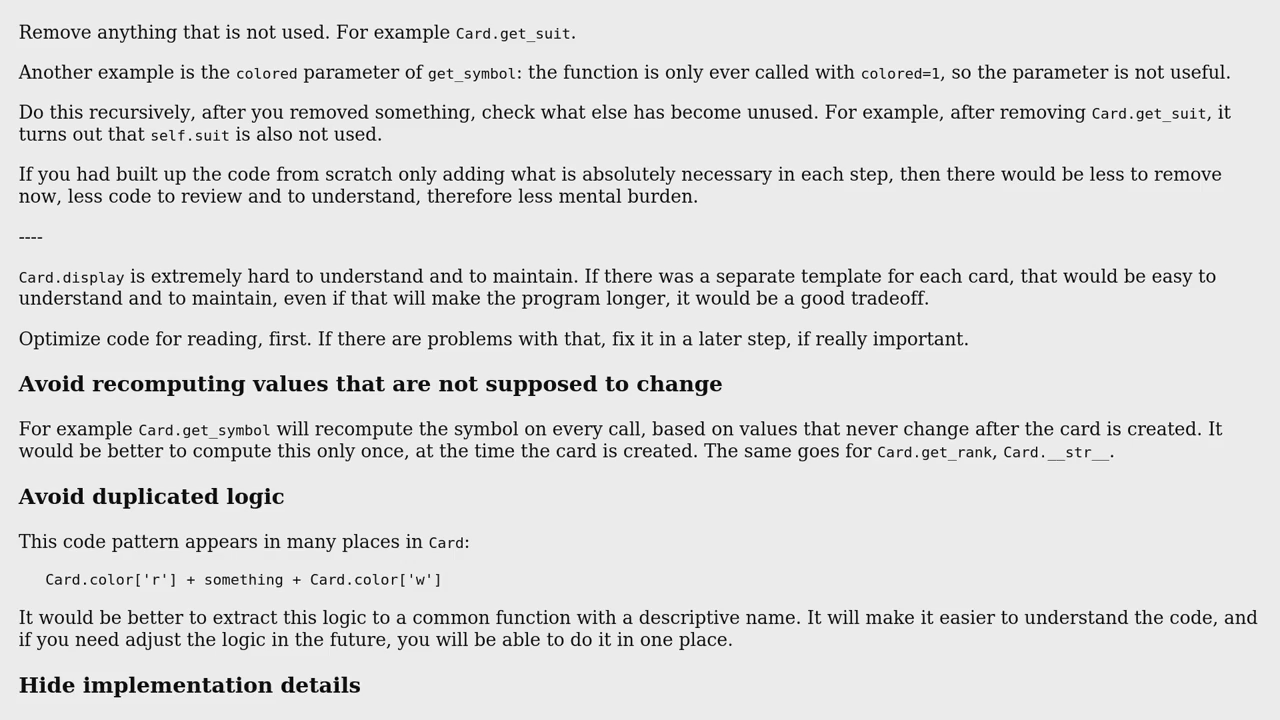 Remove anything that is not used. For example Card.get_suit.
Another example is the colored parameter of get_symbol: the function is only ever called with colored=1, so the parameter is not useful.
Do this recursively, after you removed something, check what else has become unused. For example, after removing Card.get_suit, it
turns out that self.suit is also not used.
If you had built up the code from scratch only adding what is absolutely necessary in each step, then there would be less to remove
now, less code to review and to understand, therefore less mental burden.
----
Card.display is extremely hard to understand and to maintain. If there was a separate template for each card, that would be easy to
understand and to maintain, even if that will make the program longer, it would be a good tradeoff.
Optimize code for reading, first. If there are problems with that, fix it in a later step, if really important.
Avoid recomputing values that are not supposed to change
For example Card.get_symbol will recompute the symbol on every call, based on values that never change after the card is created. It
would be better to compute this only once, at the time the card is created. The same goes for Card.get_rank, Card.__str__.
Avoid duplicated logic
This code pattern appears in many places in Card:
Card.color['r'] + something + Card.color['w']
It would be better to extract this logic to a common function with a descriptive name. It will make it easier to understand the code, and
if you need adjust the logic in the future, you will be able to do it in one place.
Hide implementation details